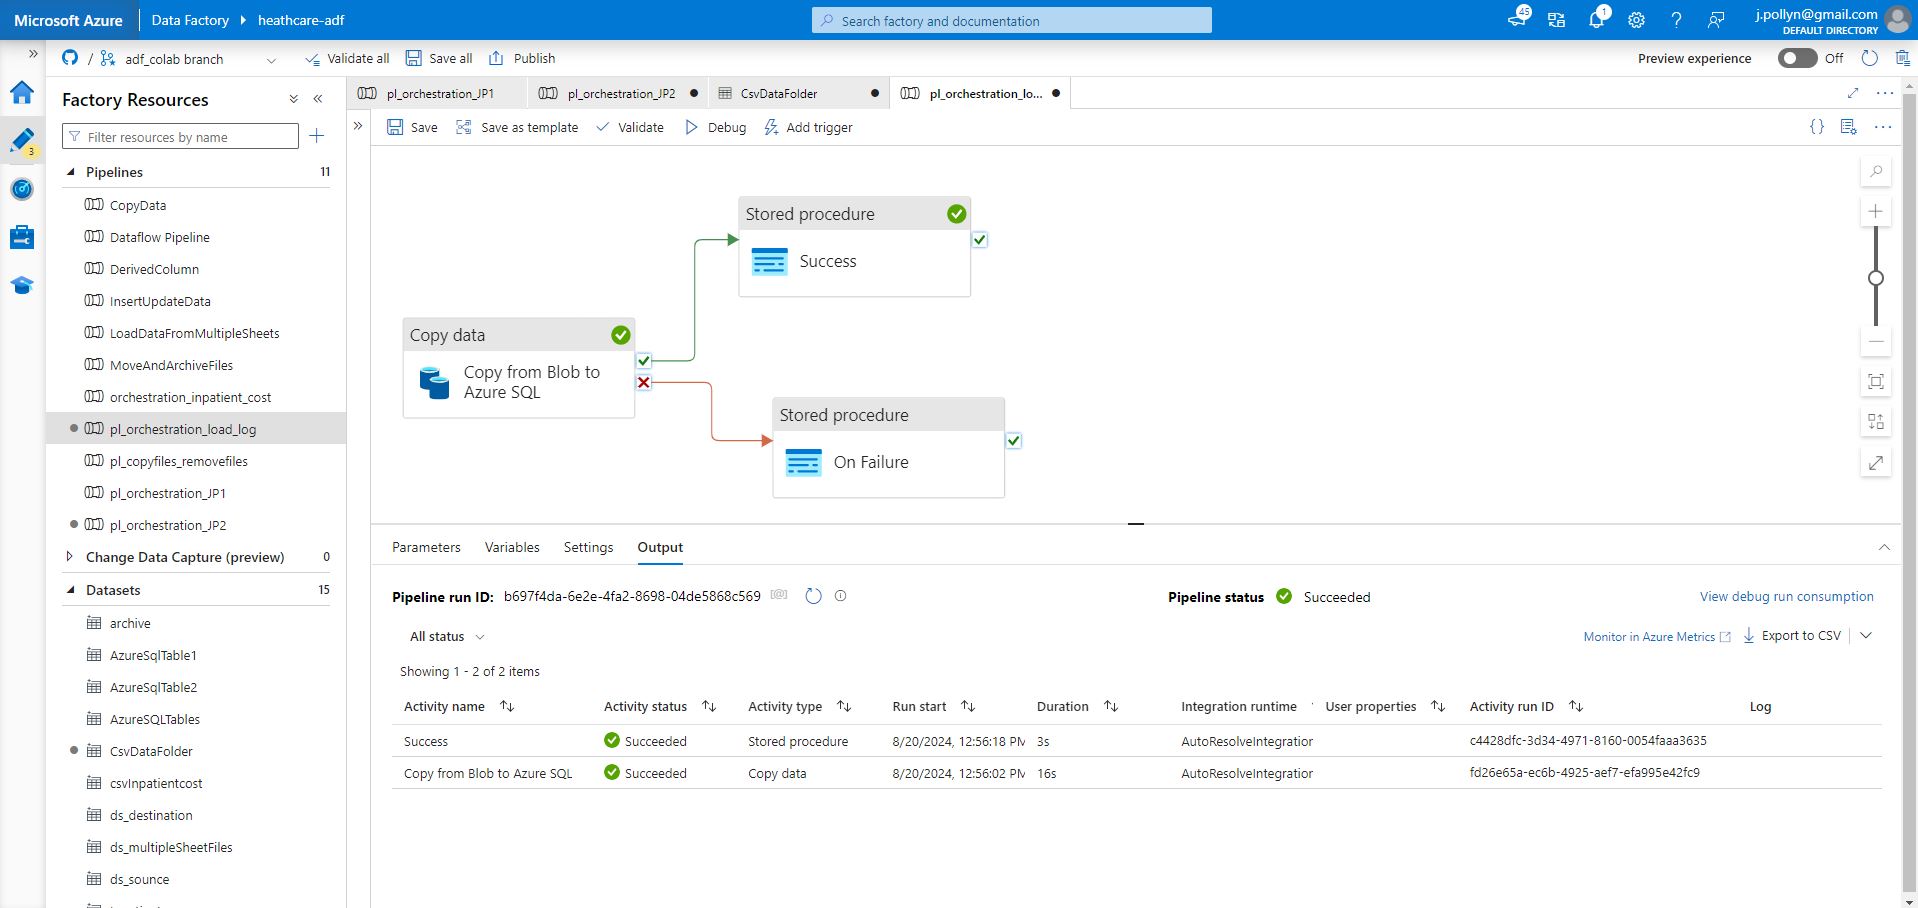 Microsoft Azure
Data Factory
heathcare-adf
Search factory and documentation
45
1
?
j.pollyn@gmail.com
DEFAULT DIRECTORY
/
adf_colab branch
Validate all
Save all
Publish
Preview experience
Off
3
Factory Resources
Filter resources by name
Pipelines 11
CopyData
Dataflow Pipeline
DerivedColumn
InsertUpdateData
LoadDataFromMultipleSheets
MoveAndArchiveFiles
orchestration_inpatient_cost
pl_orchestration_load_log
pl_copyfiles_removefiles
pl_orchestration_JP1
pl_orchestration_JP2
Change Data Capture (preview) 0
Datasets 15
archive
AzureSqlTable1
AzureSqlTable2
AzureSQLTables
CsvDataFolder
csvInpatientcost
ds_destination
ds_multipleSheetFiles
ds_sounce
pl_orchestration_JP1
pl_orchestration_JP2
CsvDataFolder
pl_orchestration_lo...
Save
Save as template
Validate
Debug
Add trigger
{}
Stored procedure
Success
Copy data
Copy from Blob to
Azure SQL
Stored procedure
On Failure
Parameters
Variables
Settings
Output
Pipeline run ID: b697f4da-6e2e-4fa2-8698-04de5868c569
Pipeline status Succeeded
View debug run consumption
All status
Monitor in Azure Metrics
Export to CSV
Showing 1 - 2 of 2 items
Activity name Activity status Activity type Run start Duration Integration runtime User properties Activity run ID Log
Success Succeeded Stored procedure 8/20/2024, 12:56:18 PM 3s AutoResolveIntegration c4428dfc-3d34-4971-8160-0054faaa3635
Copy from Blob to Azure SQL Succeeded Copy data 8/20/2024, 12:56:02 PM 16s AutoResolveIntegration fd26e65a-ec6b-4925-aef7-efa995e42fc9